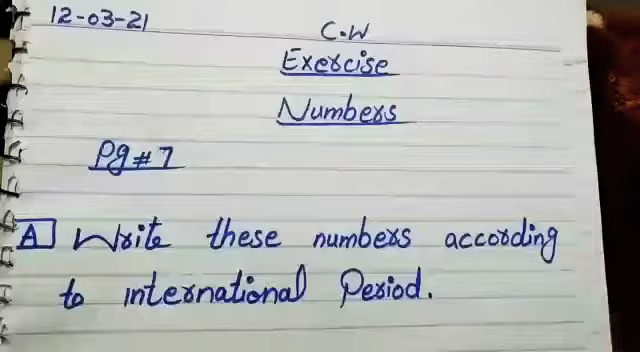 12-03-21
C.W
Exercise
Numbers
Pg # 7
A Write these numbers according
to international Period.